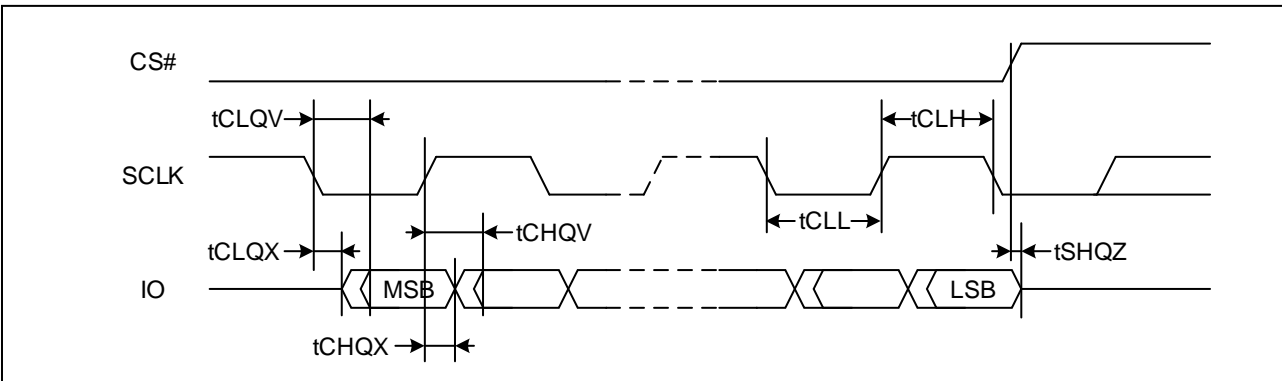 CS#
tCLQV
tCLH
SCLK
tCLL
tCHQV
tCLQX
tSHQZ
IO
MSB
LSB
tCHQX